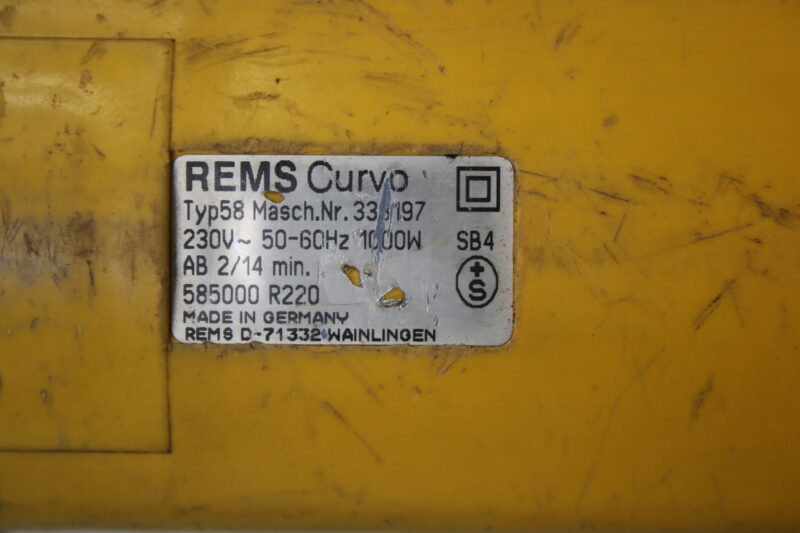 REMS Curvo
Typ58 Masch.Nr.
230V~ 50-60Hz 1000W SB4
AB 2/14 min.
585000 R220
S
MADE IN GERMANY
REMS D-71332 WAINLINGEN